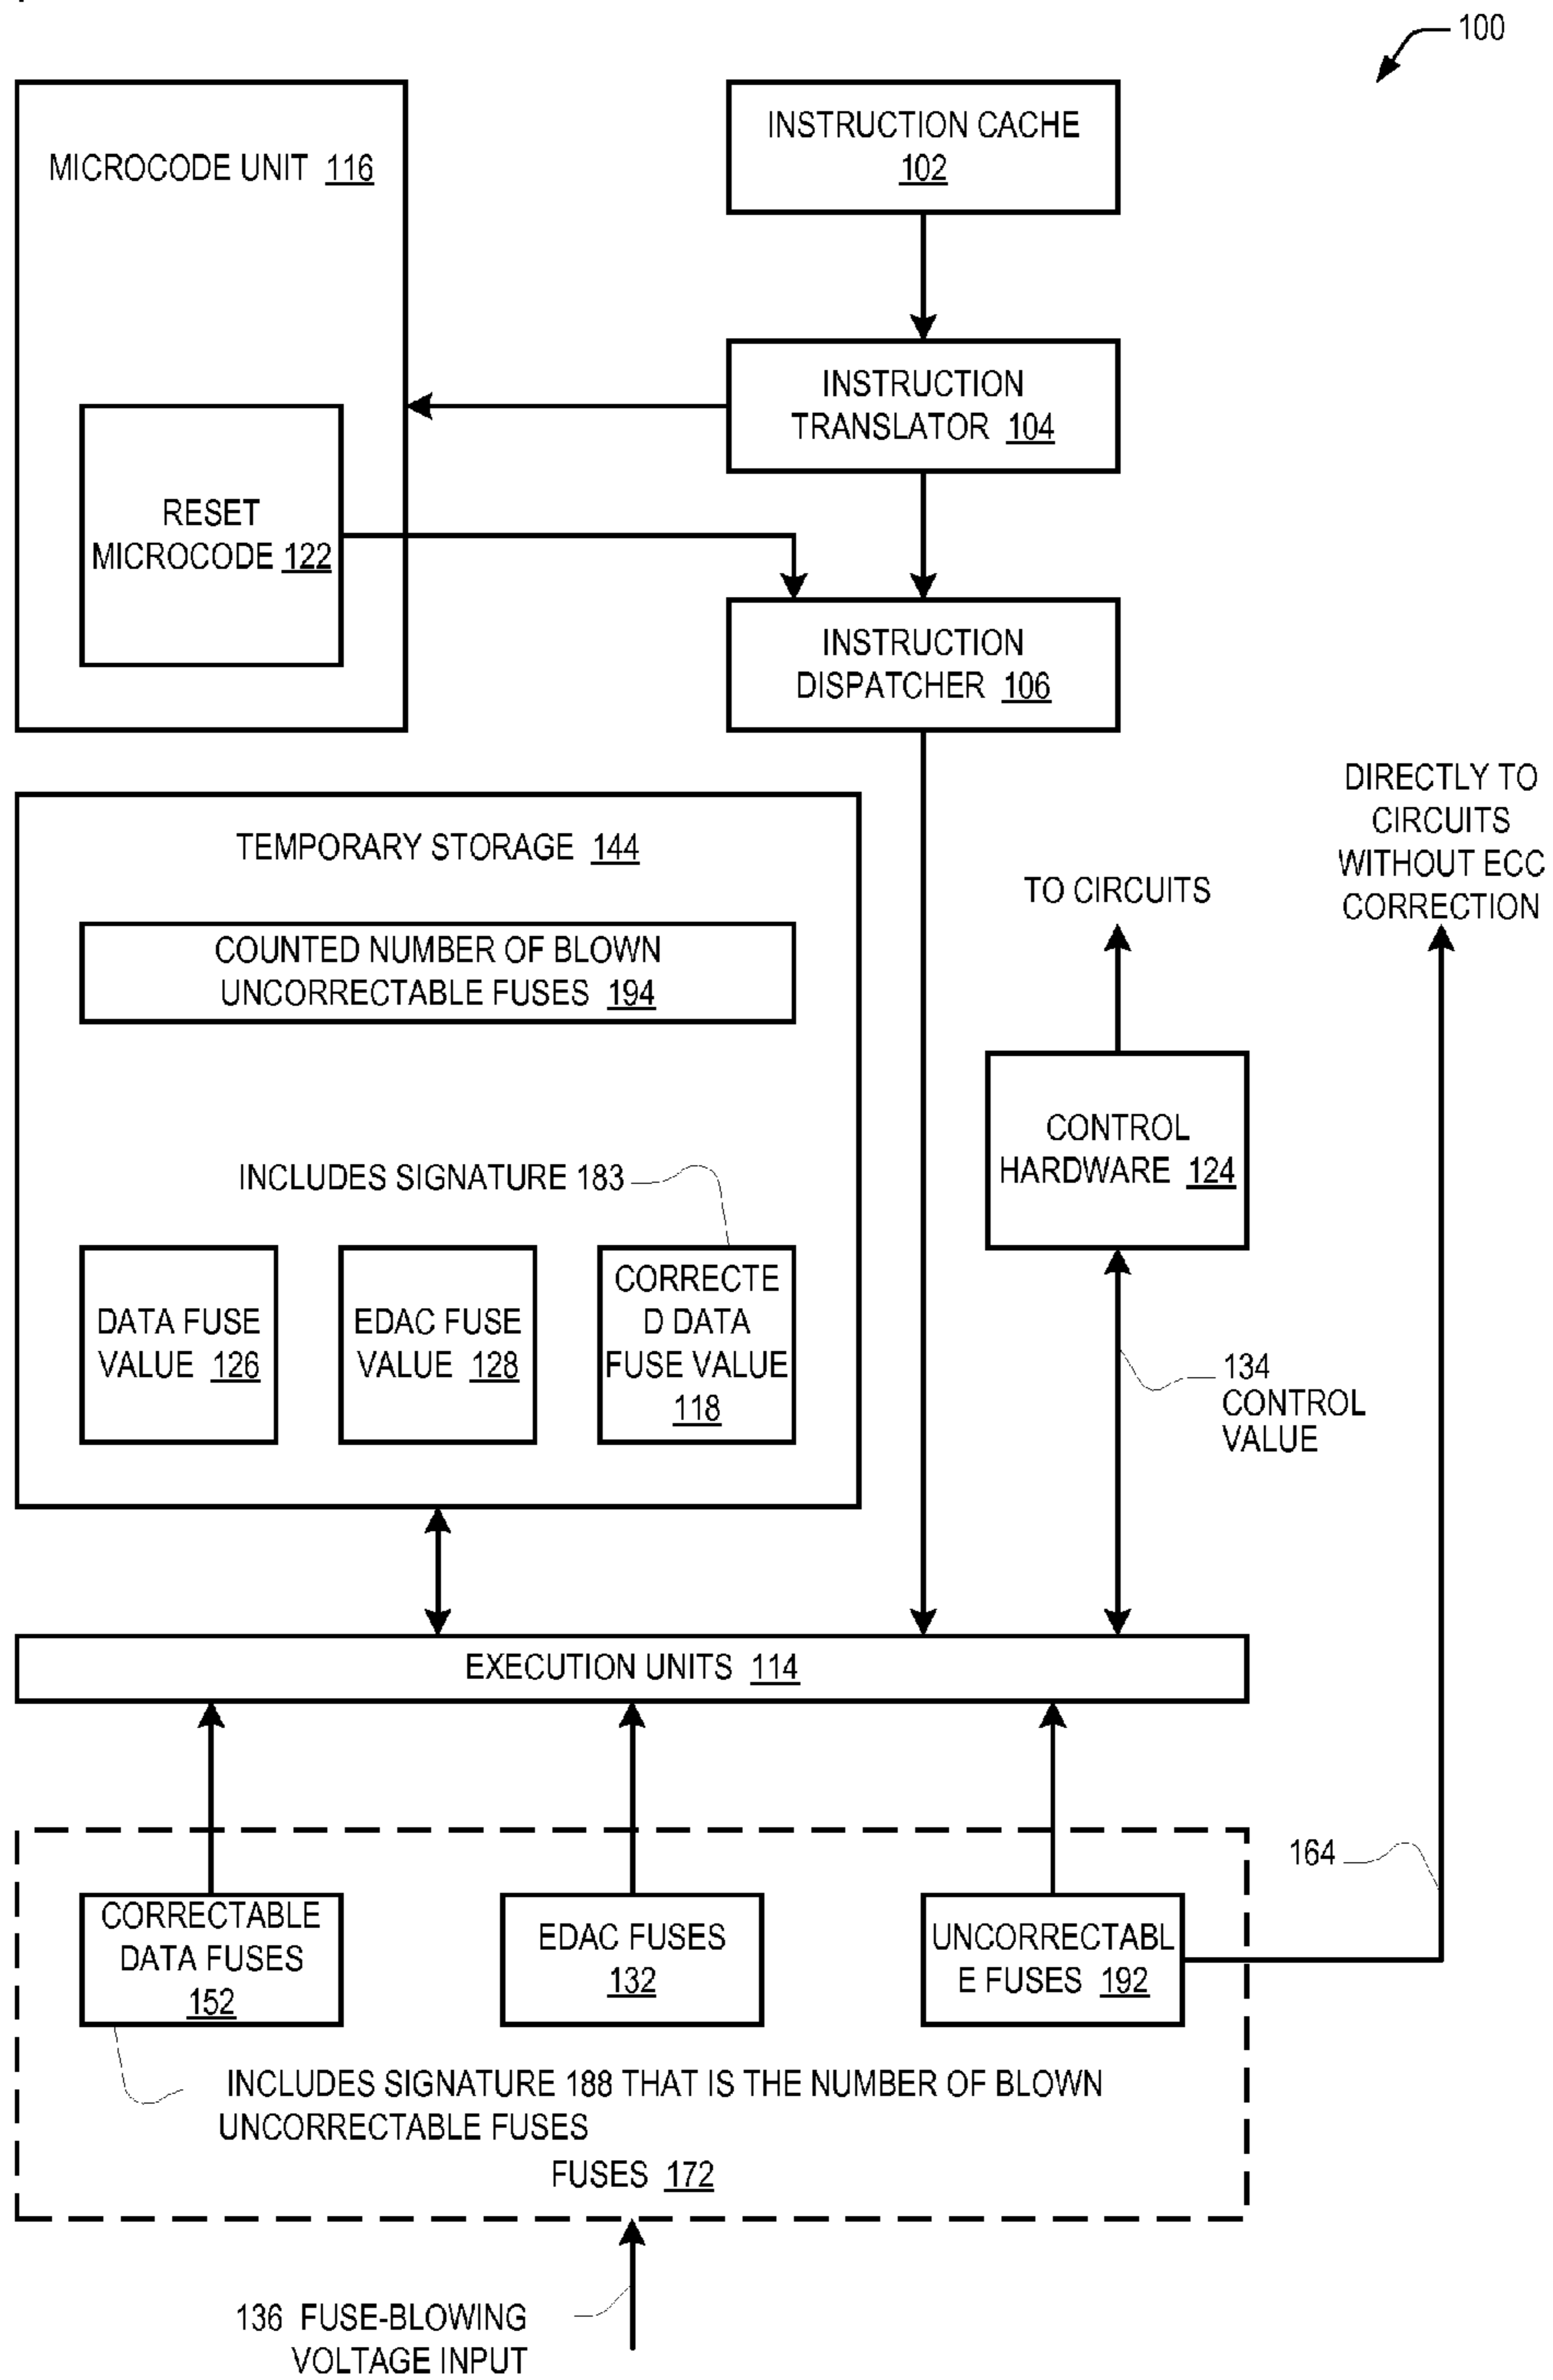 100
INSTRUCTION CACHE
102
MICROCODE UNIT 116
INSTRUCTION
TRANSLATOR 104
RESET
MICROCODE 122
INSTRUCTION
DISPATCHER 106
DIRECTLY TO
CIRCUITS
WITHOUT ECC
CORRECTION
TEMPORARY STORAGE 144
TO CIRCUITS
COUNTED NUMBER OF BLOWN
UNCORRECTABLE FUSES 194
CONTROL
HARDWARE 124
INCLUDES SIGNATURE 183
DATA FUSE
VALUE 126
EDAC FUSE
VALUE 128
CORRECTE
D DATA
FUSE VALUE
118
134
CONTROL
VALUE
EXECUTION UNITS 114
164
CORRECTABLE
DATA FUSES
152
EDAC FUSES
132
UNCORRECTABL
E FUSES 192
INCLUDES SIGNATURE 188 THAT IS THE NUMBER OF BLOWN
UNCORRECTABLE FUSES
FUSES 172
136 FUSE-BLOWING
VOLTAGE INPUT